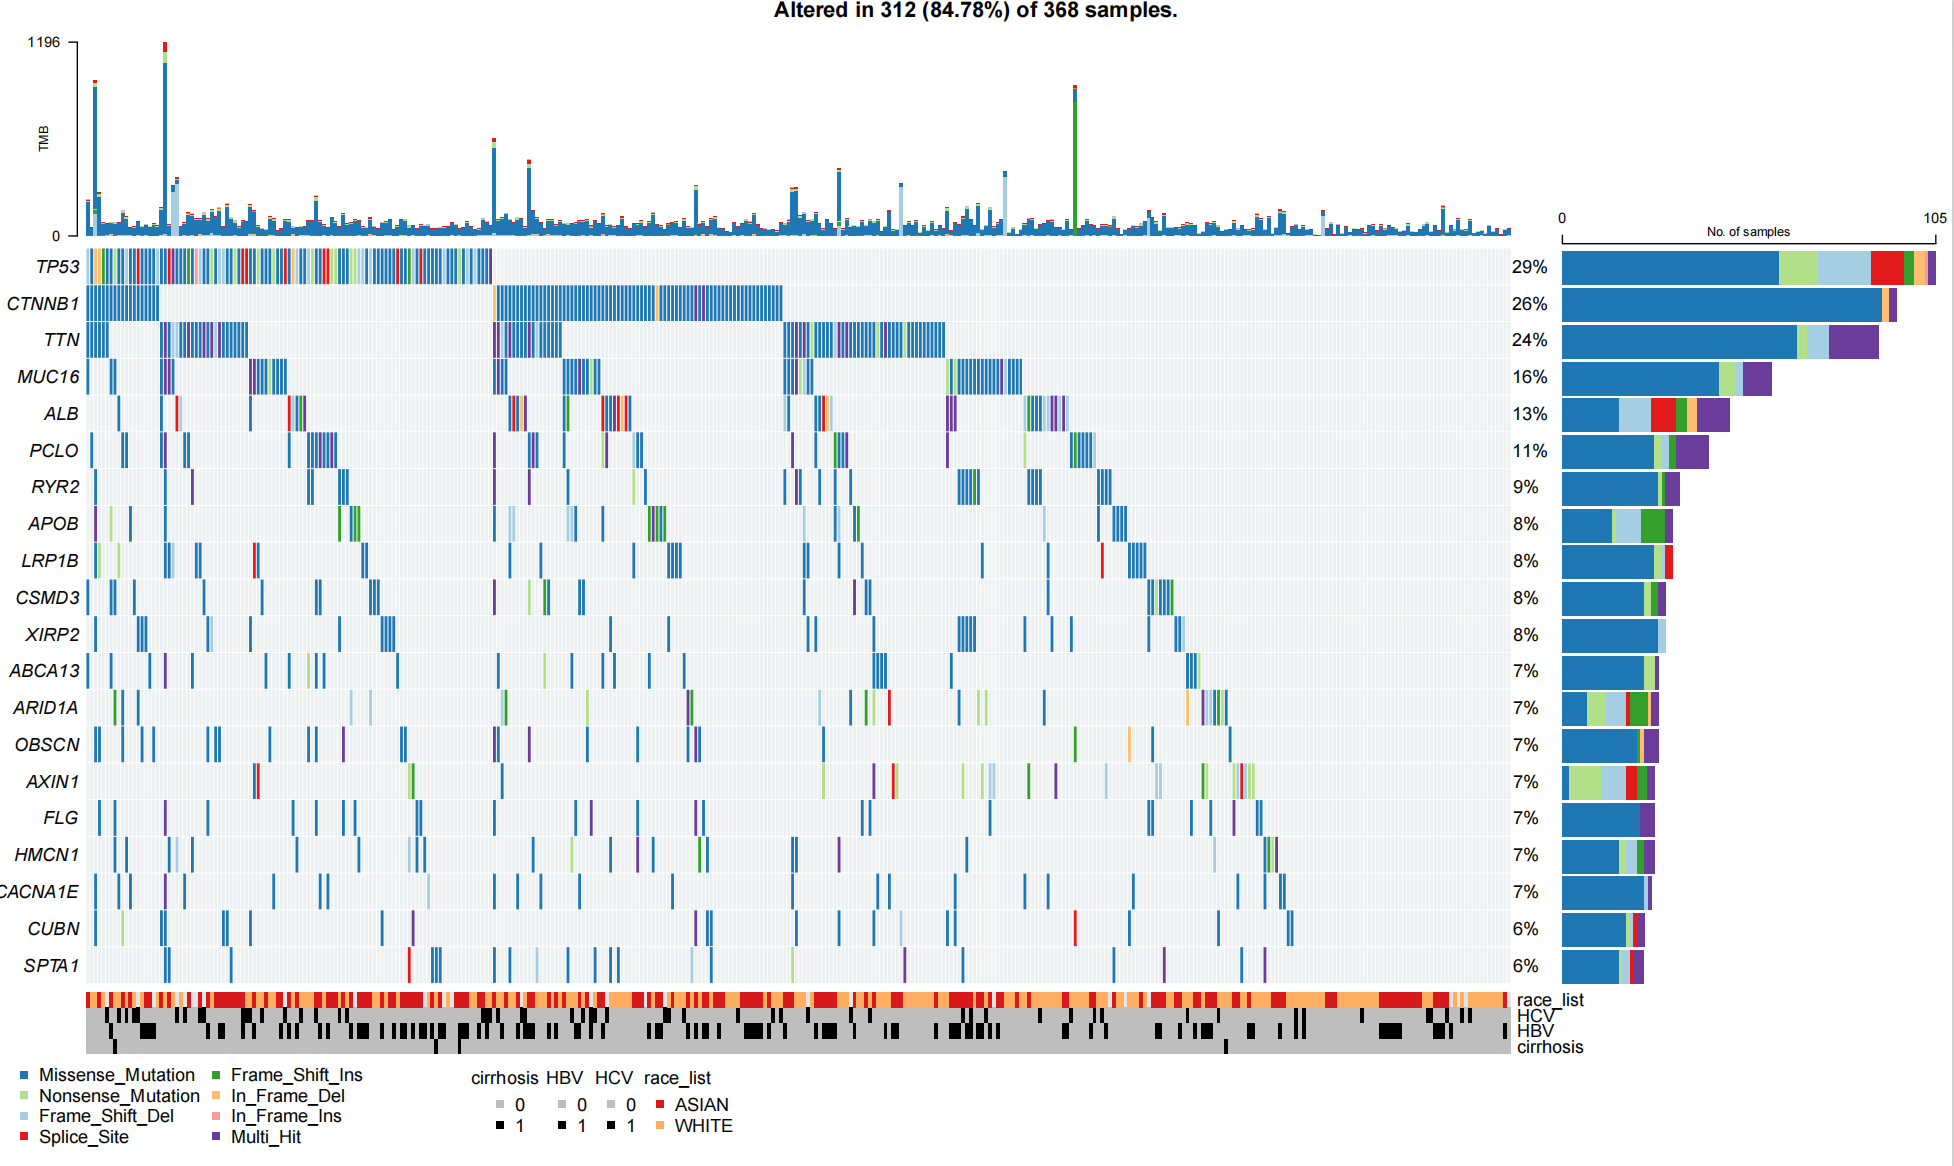 Altered in 312 (84.78%) of 368 samples.
1196
TMB
0
0 105
No. of samples
TP53 29%
CTNNB1 26%
TTN 24%
MUC16 16%
ALB 13%
PCLO 11%
RYR2 9%
APOB 8%
LRP1B 8%
CSMD3 8%
XIRP2 8%
ABCA13 7%
ARID1A 7%
OBSCN 7%
AXIN1 7%
FLG 7%
HMCN1 7%
CACNA1E 7%
CUBN 6%
SPTA1 6%
race_list
HCV
HBV
cirrhosis
Missense_Mutation Frame_Shift_Ins cirrhosis HBV HCV race_list
Nonsense_Mutation In_Frame_Del 0 0 0 ASIAN
Frame_Shift_Del In_Frame_Ins 1 1 1 WHITE
Splice_Site Multi_Hit